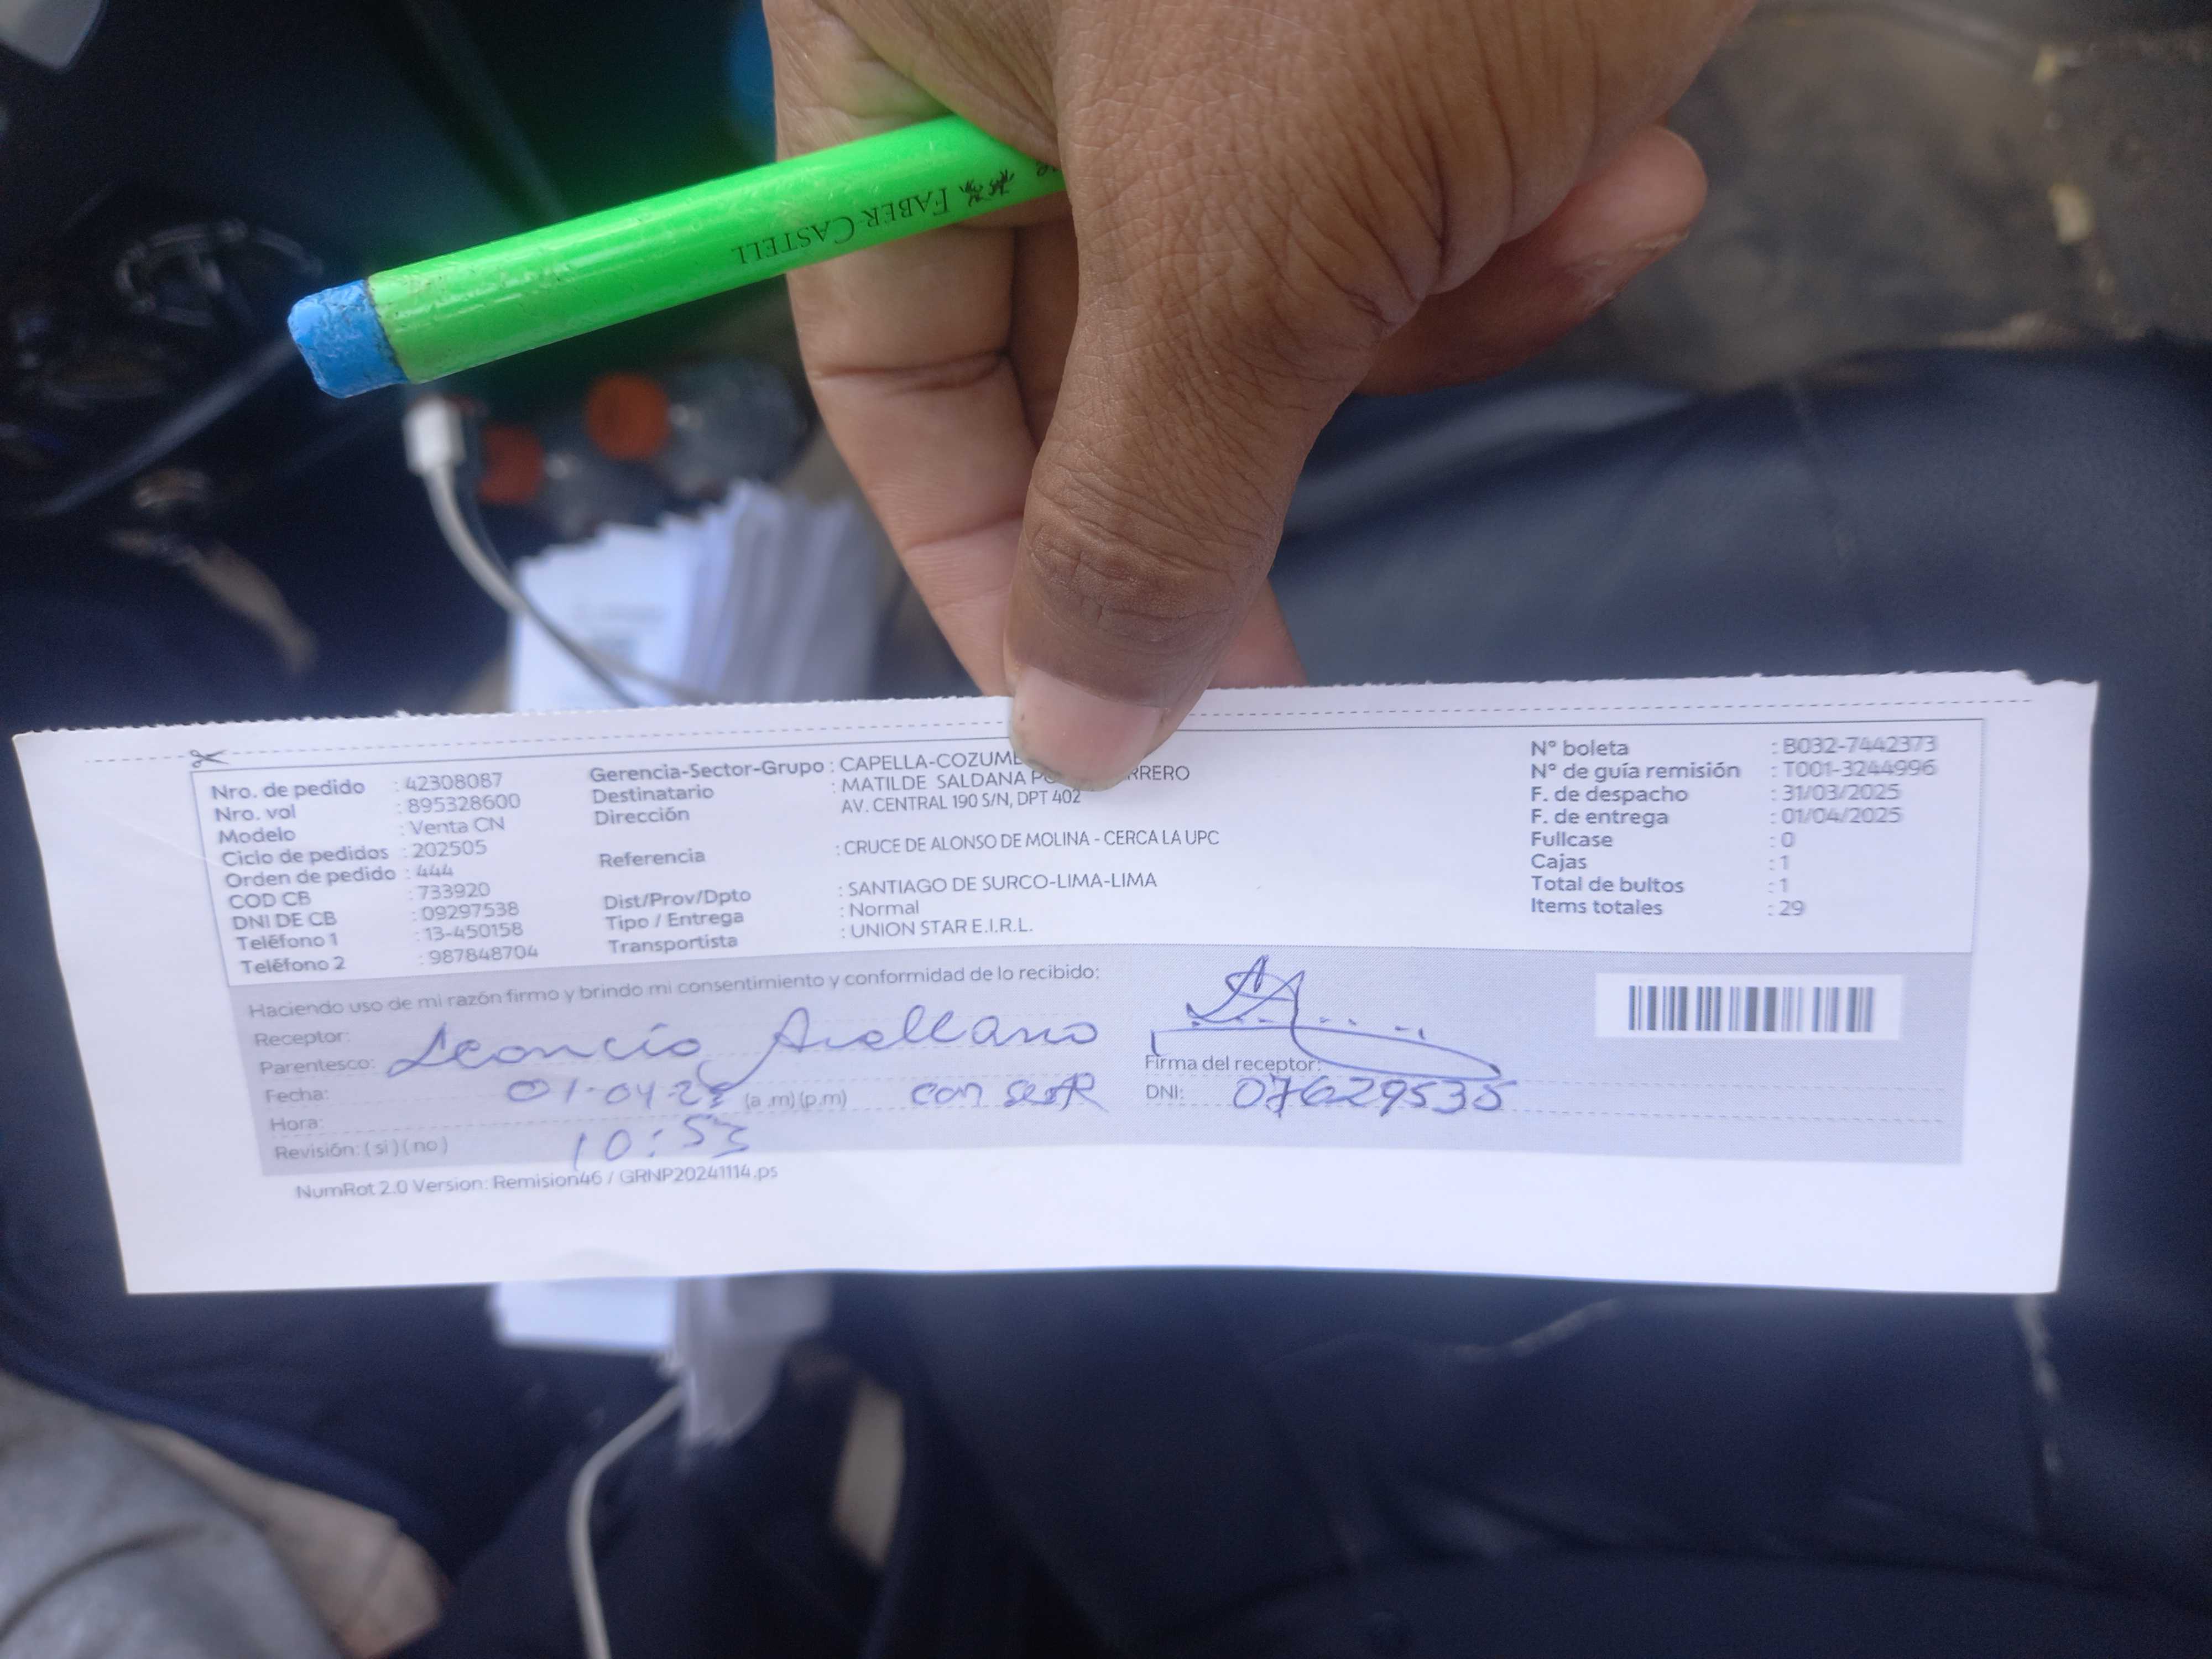 FABER-CASTELL
Nro. de pedido : 42308087
Nro. vol : 895328600
Modelo : Venta CN
Ciclo de pedidos : 202505
Orden de pedido : 444
COD CB : 733920
DNI DE CB : 09297538
Teléfono 1 : 13-450158
Teléfono 2 : 987848704
Gerencia-Sector-Grupo : CAPELLA-COZUME
Destinatario : MATILDE SALDANA
Dirección AV. CENTRAL 190 S/N, DPT 402
Referencia : CRUCE DE ALONSO DE MOLINA - CERCA LA UPC
Dist/Prov/Dpto : SANTIAGO DE SURCO-LIMA-LIMA
Tipo / Entrega : Normal
Transportista : UNION STAR E.I.R.L.
N° boleta : B032-7442373
N° de guía remisión : T001-3244996
F. de despacho : 31/03/2025
F. de entrega : 01/04/2025
Fullcase : 0
Cajas : 1
Total de bultos : 1
Items totales : 29
Haciendo uso de mi razón firmo y brindo mi consentimiento y conformidad de lo recibido:
Receptor:
Parentesco: Leoncio Arellano
Fecha: 01-04-25 (a .m) (p.m)
Hora:
Revisión: ( si ) ( no ) 10:53
Firma del receptor:
DNI: 07629535
NumRot 2.0 Version: Remision46 / GRNP20241114.ps